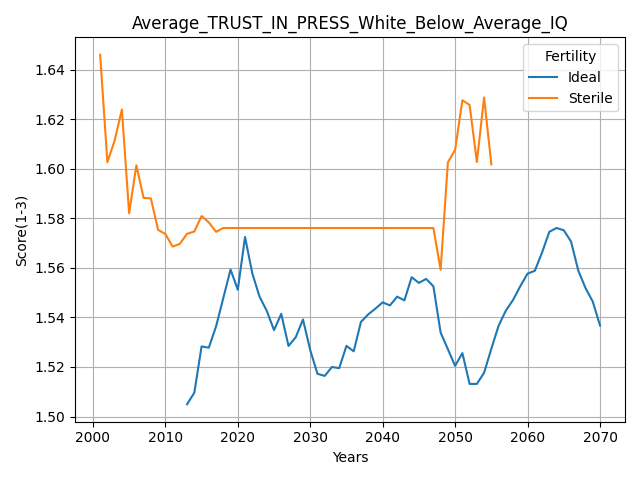 Average_TRUST_IN_PRESS_White_Below_Average_IQ
Fertility
Ideal
Sterile
Score(1-3)
1.64
1.62
1.60
1.58
1.56
1.54
1.52
1.50
2000 2010 2020 2030 2040 2050 2060 2070
Years